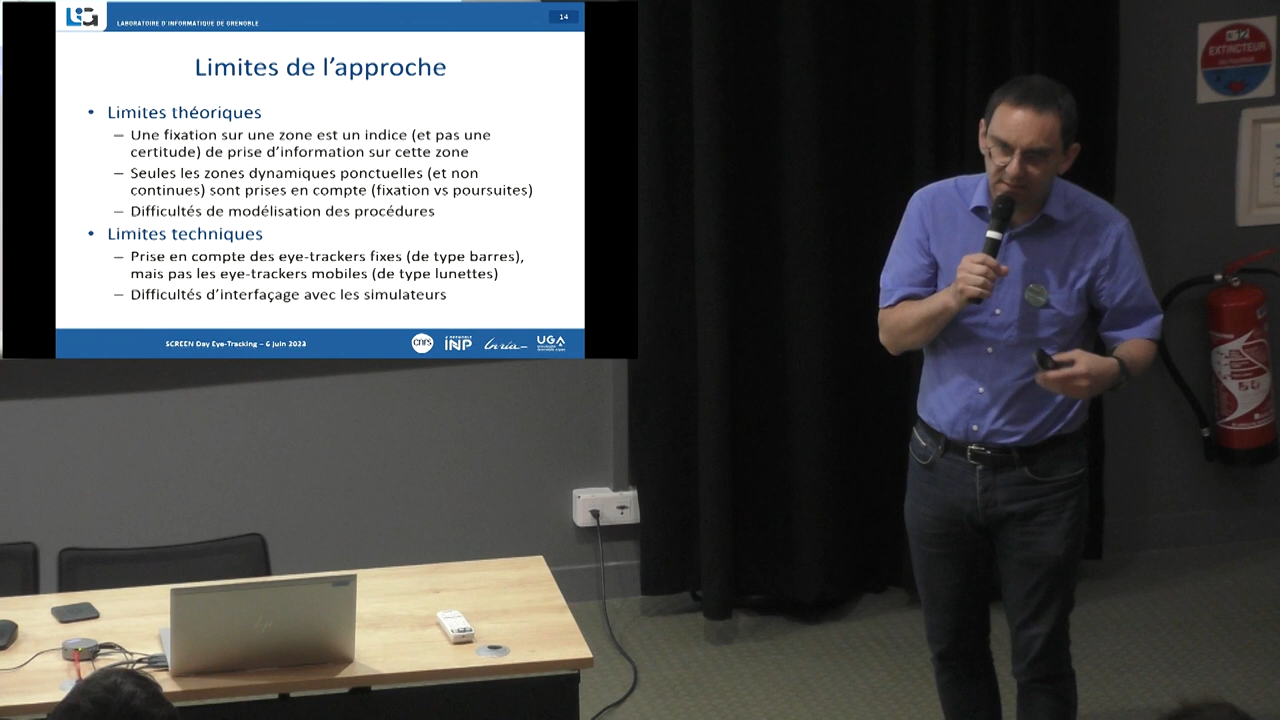 LIG
LABORATOIRE D'INFORMATIQUE DE GRENOBLE
14
Limites de l'approche
• Limites théoriques
– Une fixation sur une zone est un indice (et pas une
certitude) de prise d'information sur cette zone
– Seules les zones dynamiques ponctuelles (et non
continues) sont prises en compte (fixation vs poursuites)
– Difficultés de modélisation des procédures
• Limites techniques
– Prise en compte des eye-trackers fixes (de type barres),
mais pas les eye-trackers mobiles (de type lunettes)
– Difficultés d'interfaçage avec les simulateurs
SCREEN Day Eye-Tracking – 6 juin 2023
cnrs
INP
Inria
UGA
EXTINCTEUR
hp